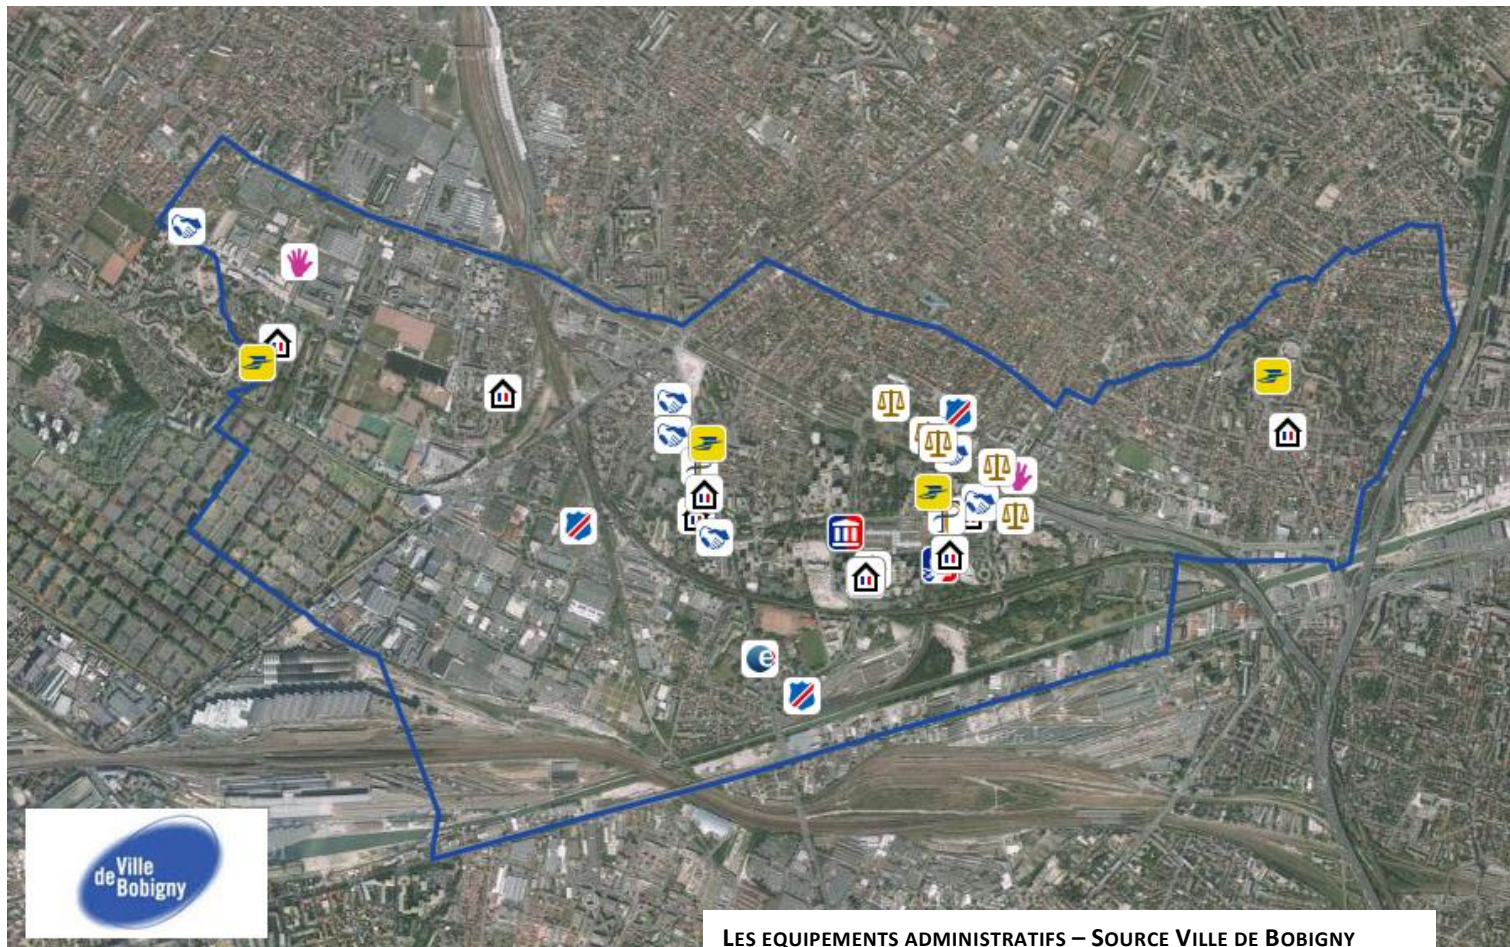 de Ville
Bobigny
LES EQUIPEMENTS ADMINISTRATIFS – SOURCE VILLE DE BOBIGNY